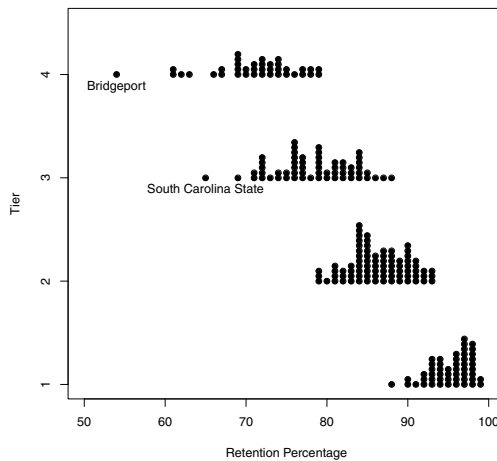 4
Bridgeport
3
South Carolina State
Tier
2
1
50 60 70 80 90 100
Retention Percentage